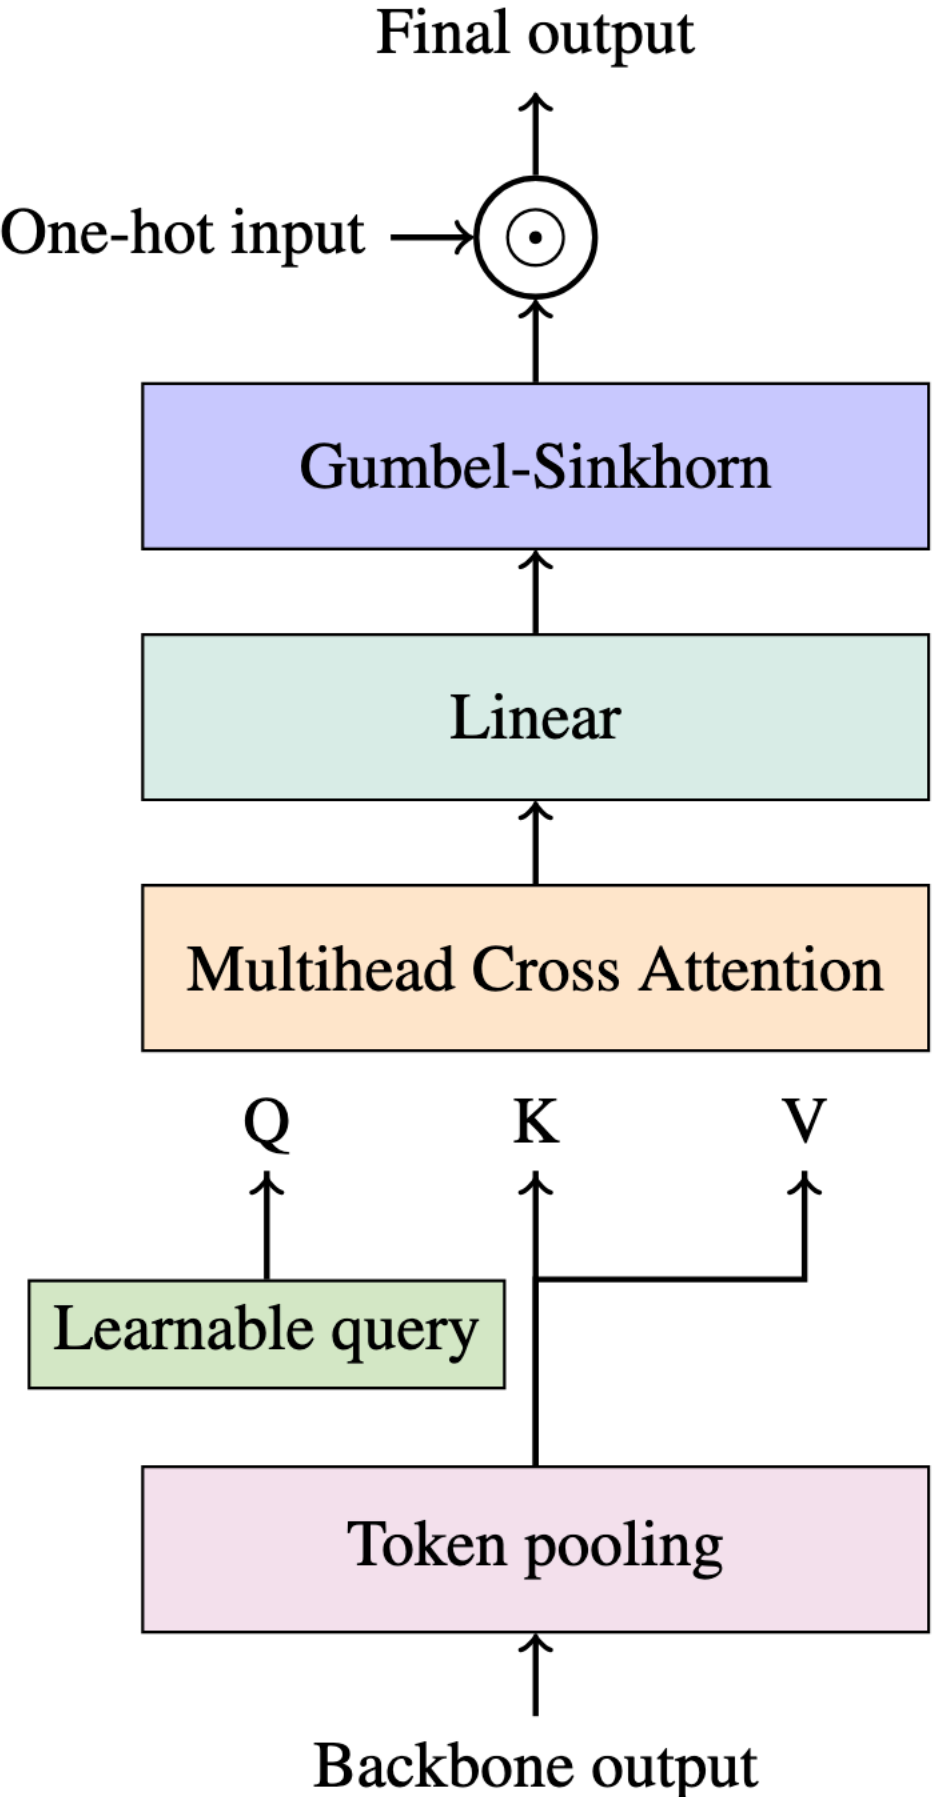 Final output
One-hot input
Gumbel-Sinkhorn
Linear
Multihead Cross Attention
Q K V
Learnable query
Token pooling
Backbone output